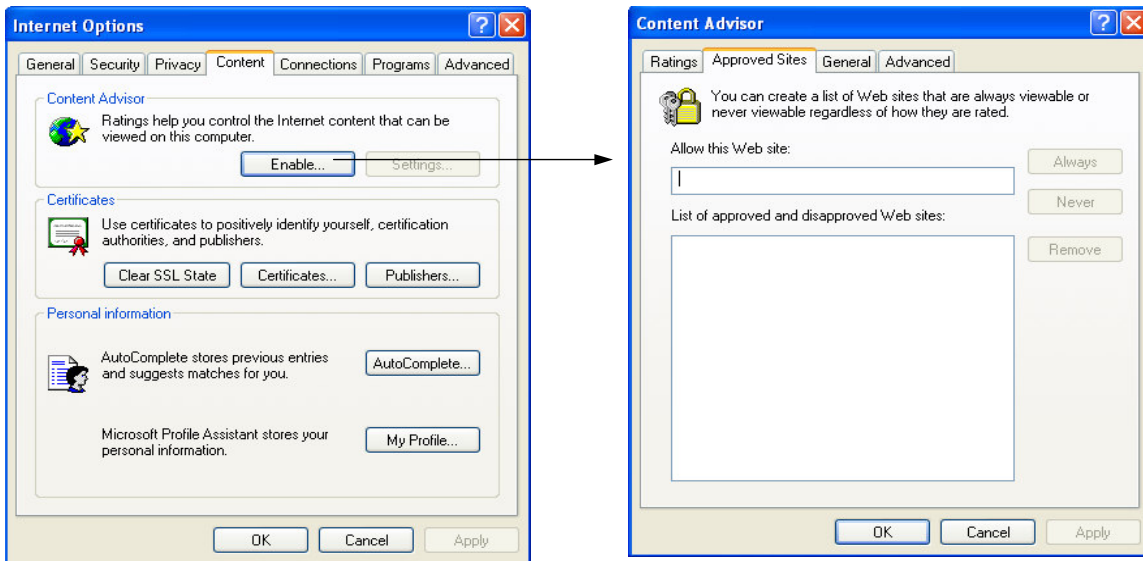 Internet Options
General Security Privacy Content Connections Programs Advanced
Content Advisor
Ratings help you control the Internet content that can be
viewed on this computer.
Enable... Settings...
Certificates
Use certificates to positively identify yourself, certification
authorities, and publishers.
Clear SSL State Certificates... Publishers...
Personal information
AutoComplete stores previous entries
and suggests matches for you.
AutoComplete...
Microsoft Profile Assistant stores your
personal information.
My Profile...
OK Cancel Apply
Content Advisor
Ratings Approved Sites General Advanced
You can create a list of Web sites that are always viewable or
never viewable regardless of how they are rated.
Allow this Web site:
Always
Never
List of approved and disapproved Web sites:
Remove
OK Cancel Apply